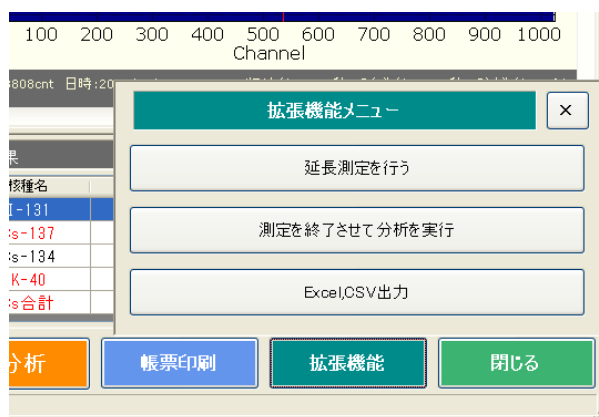 100 200 300 400 500 600 700 800 900 1000
Channel
808cnt 日時:20
拡張機能メニュー ×
果
延長測定を行う
核種名
I-131
s-137
測定を終了させて分析を実行
s-134
K-40
Excel,CSV出力
s合計
分析 帳票印刷 拡張機能 閉じる